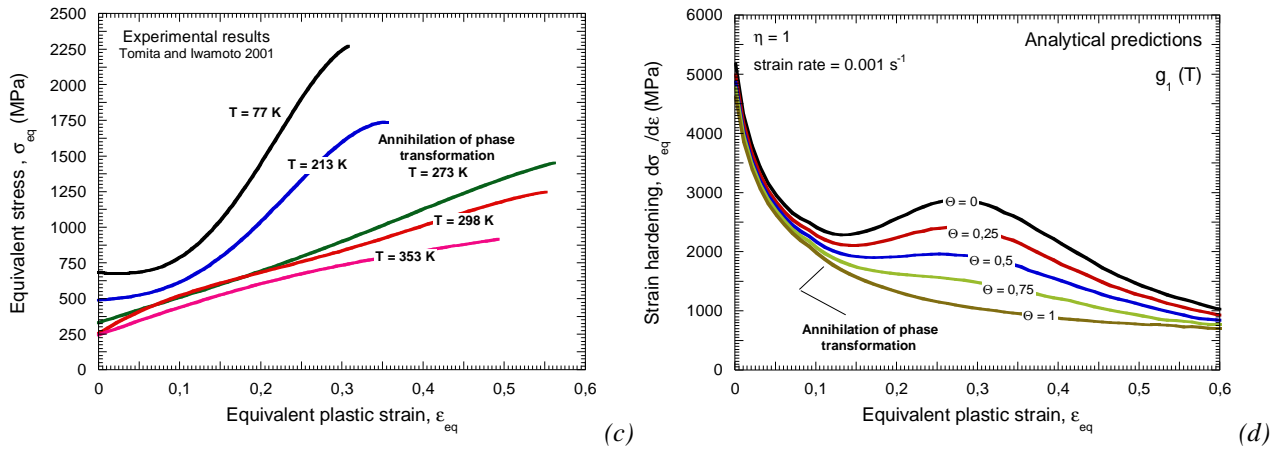 Experimental results
Tomita and Iwamoto 2001
T = 77 K
T = 213 K
Annihilation of phase
transformation
T = 273 K
T = 298 K
T = 353 K
2500
2250
2000
1750
1500
1250
1000
750
500
250
0
0 0,1 0,2 0,3 0,4 0,5 0,6
Equivalent stress , σeq (MPa)
Equivalent plastic strain, εeq
(c)
η = 1
strain rate = 0.001 s-1
Analytical predictions
g1 (T)
Θ = 0
Θ = 0,25
Θ = 0,5
Θ = 0,75
Θ = 1
Annihilation of phase
transformation
6000
5000
4000
3000
2000
1000
0
0 0,1 0,2 0,3 0,4 0,5 0,6
Strain hardening, dσeq/dε (MPa)
Equivalent plastic strain, εeq
(d)